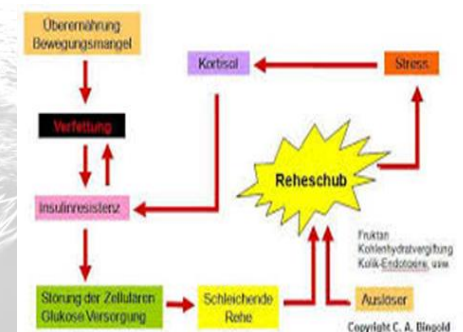 Überernährung
Bewegungsmangel
Kortisol
Stress
Verfettung
Reheschub
Insulinresistenz
Fruktan
Kohlenhydratvergiftung
Kolik-Endotoxine, usw
Störung der Zellulären
Glukose Versorgung
Schleichende
Rehe
Auslöser
Copyright C. A. Bingold